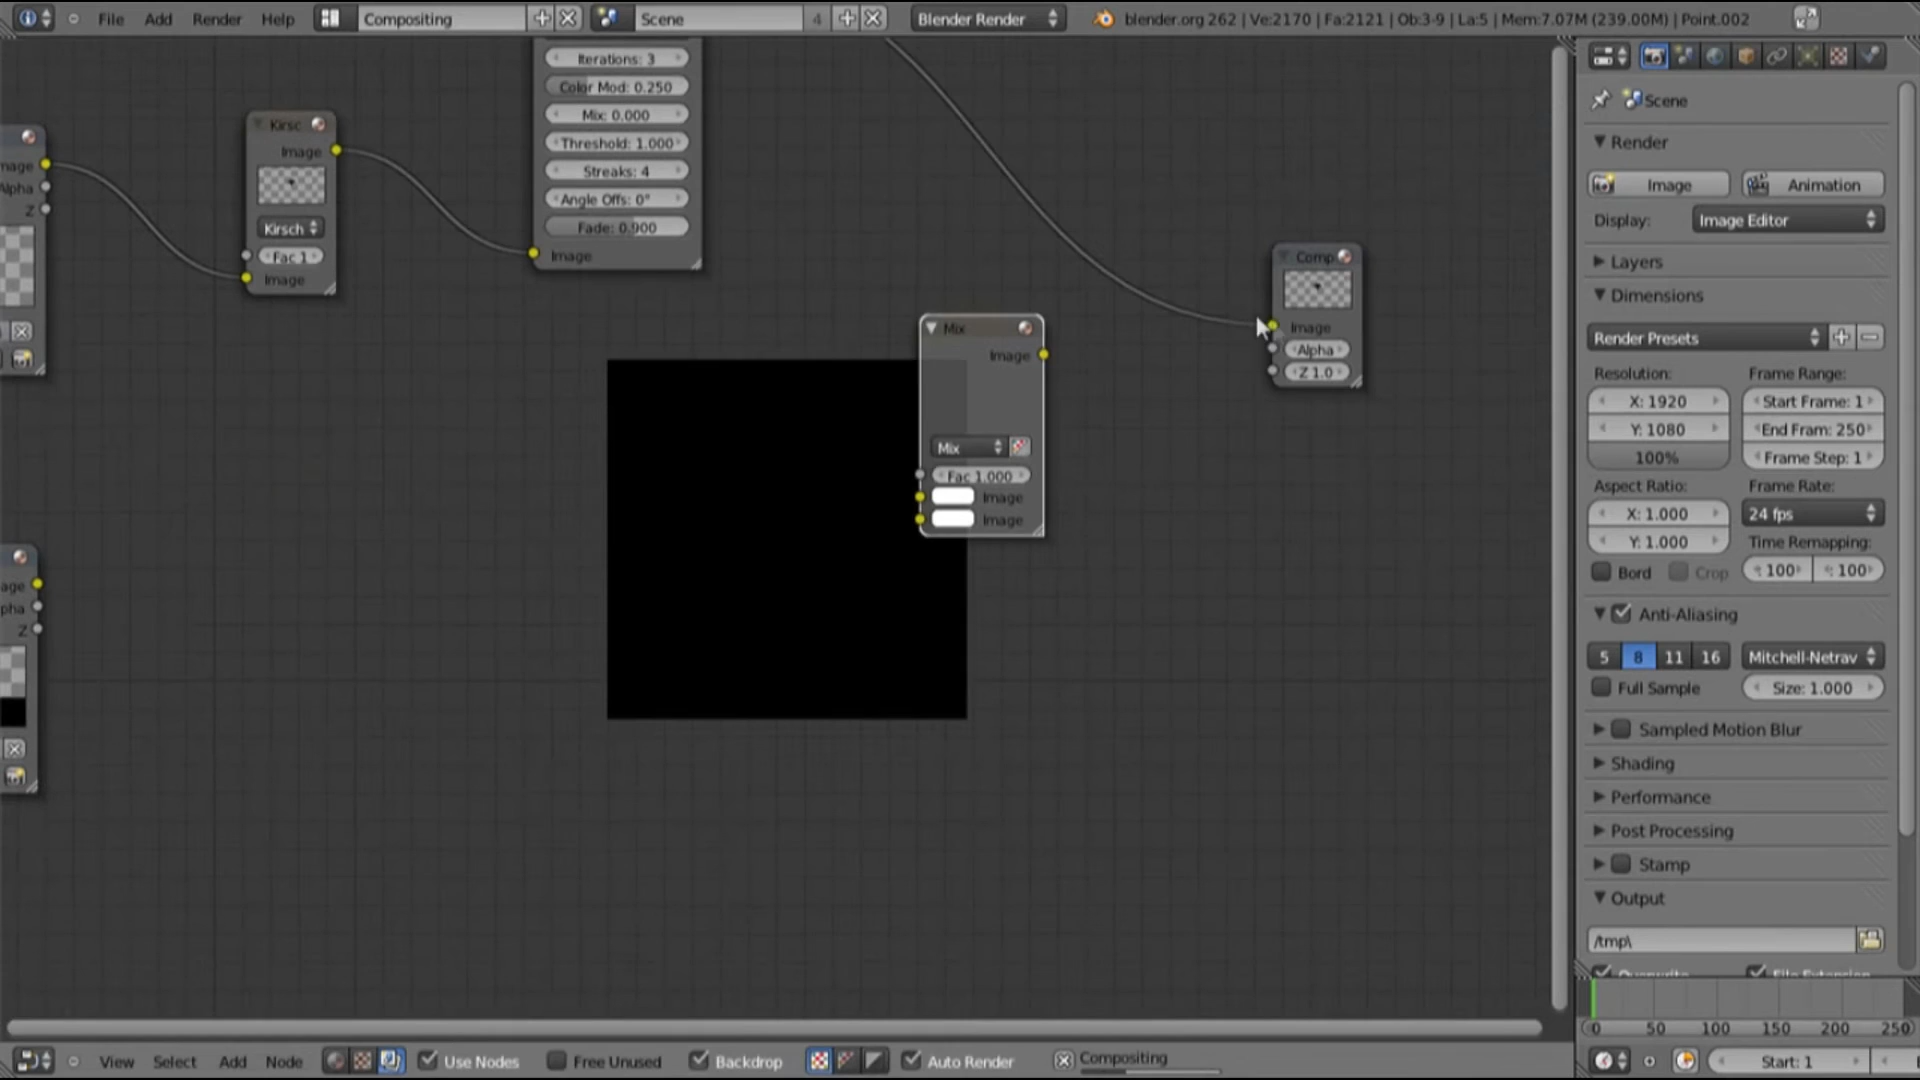 File Add Render Help Compositing Scene 4 Blender Render blender.org 262 | Ve:2170 | Fa:2121 | Ob:3-9 | La:5 | Mem:7.07M (239.00M) | Point.002
Iterations: 3
Color Mod: 0.250
Mix: 0.000
Threshold: 1.000
Streaks: 4
Angle Offs: 0°
Fade: 0.900
Image
Kirsc
Image
Kirsch
Fac 1
Image
mage
Alpha
Z
age
pha
Z
Mix
Image
Mix
Fac 1.000
Image
Image
Comp
Image
Alpha
Z 1.0
Scene
Render
Image Animation
Display: Image Editor
Layers
Dimensions
Render Presets
Resolution: Frame Range:
X: 1920 Start Frame: 1
Y: 1080 End Fram: 250
100% Frame Step: 1
Aspect Ratio: Frame Rate:
X: 1.000 24 fps
Y: 1.000 Time Remapping:
Bord Crop 100 100
Anti-Aliasing
5 8 11 16 Mitchell-Netrav
Full Sample Size: 1.000
Sampled Motion Blur
Shading
Performance
Post Processing
Stamp
Output
/tmp\
Overwrite File Extension
0 50 100 150 200 250
View Select Add Node Use Nodes Free Unused Backdrop Auto Render Compositing Start: 1